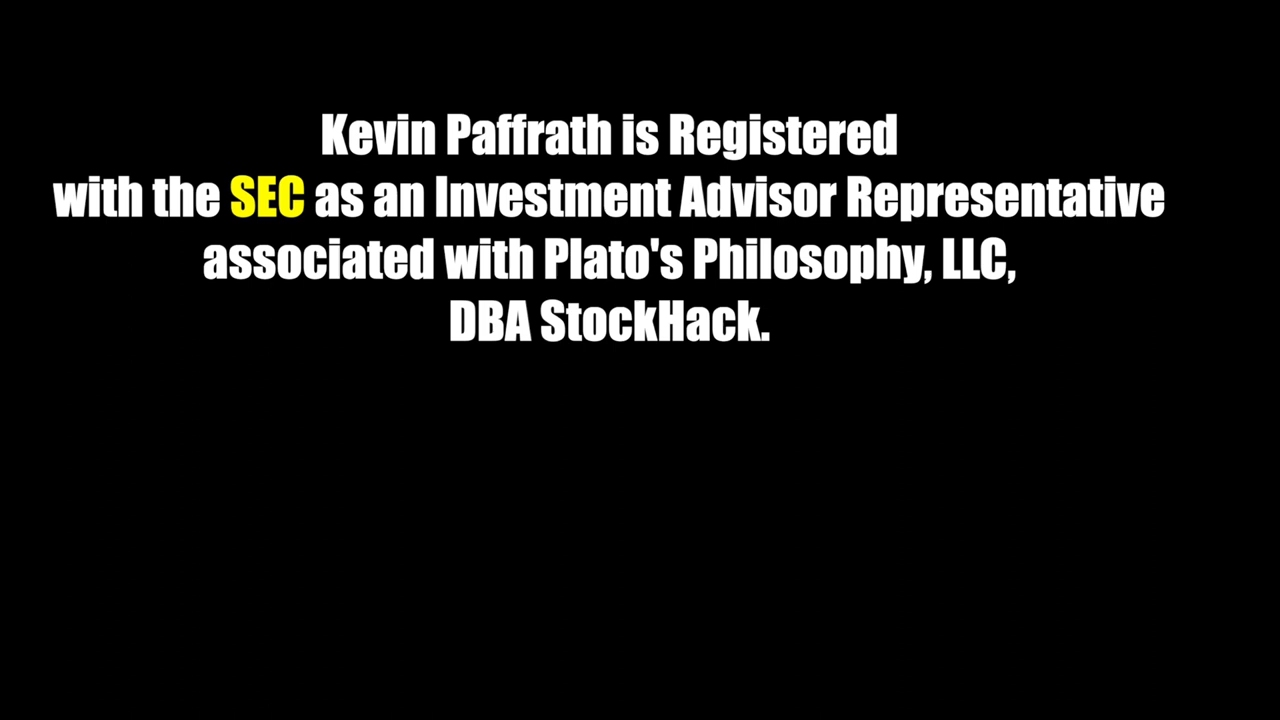 Kevin Paffrath is Registered
with the SEC as an Investment Advisor Representative
associated with Plato's Philosophy, LLC,
DBA StockHack.